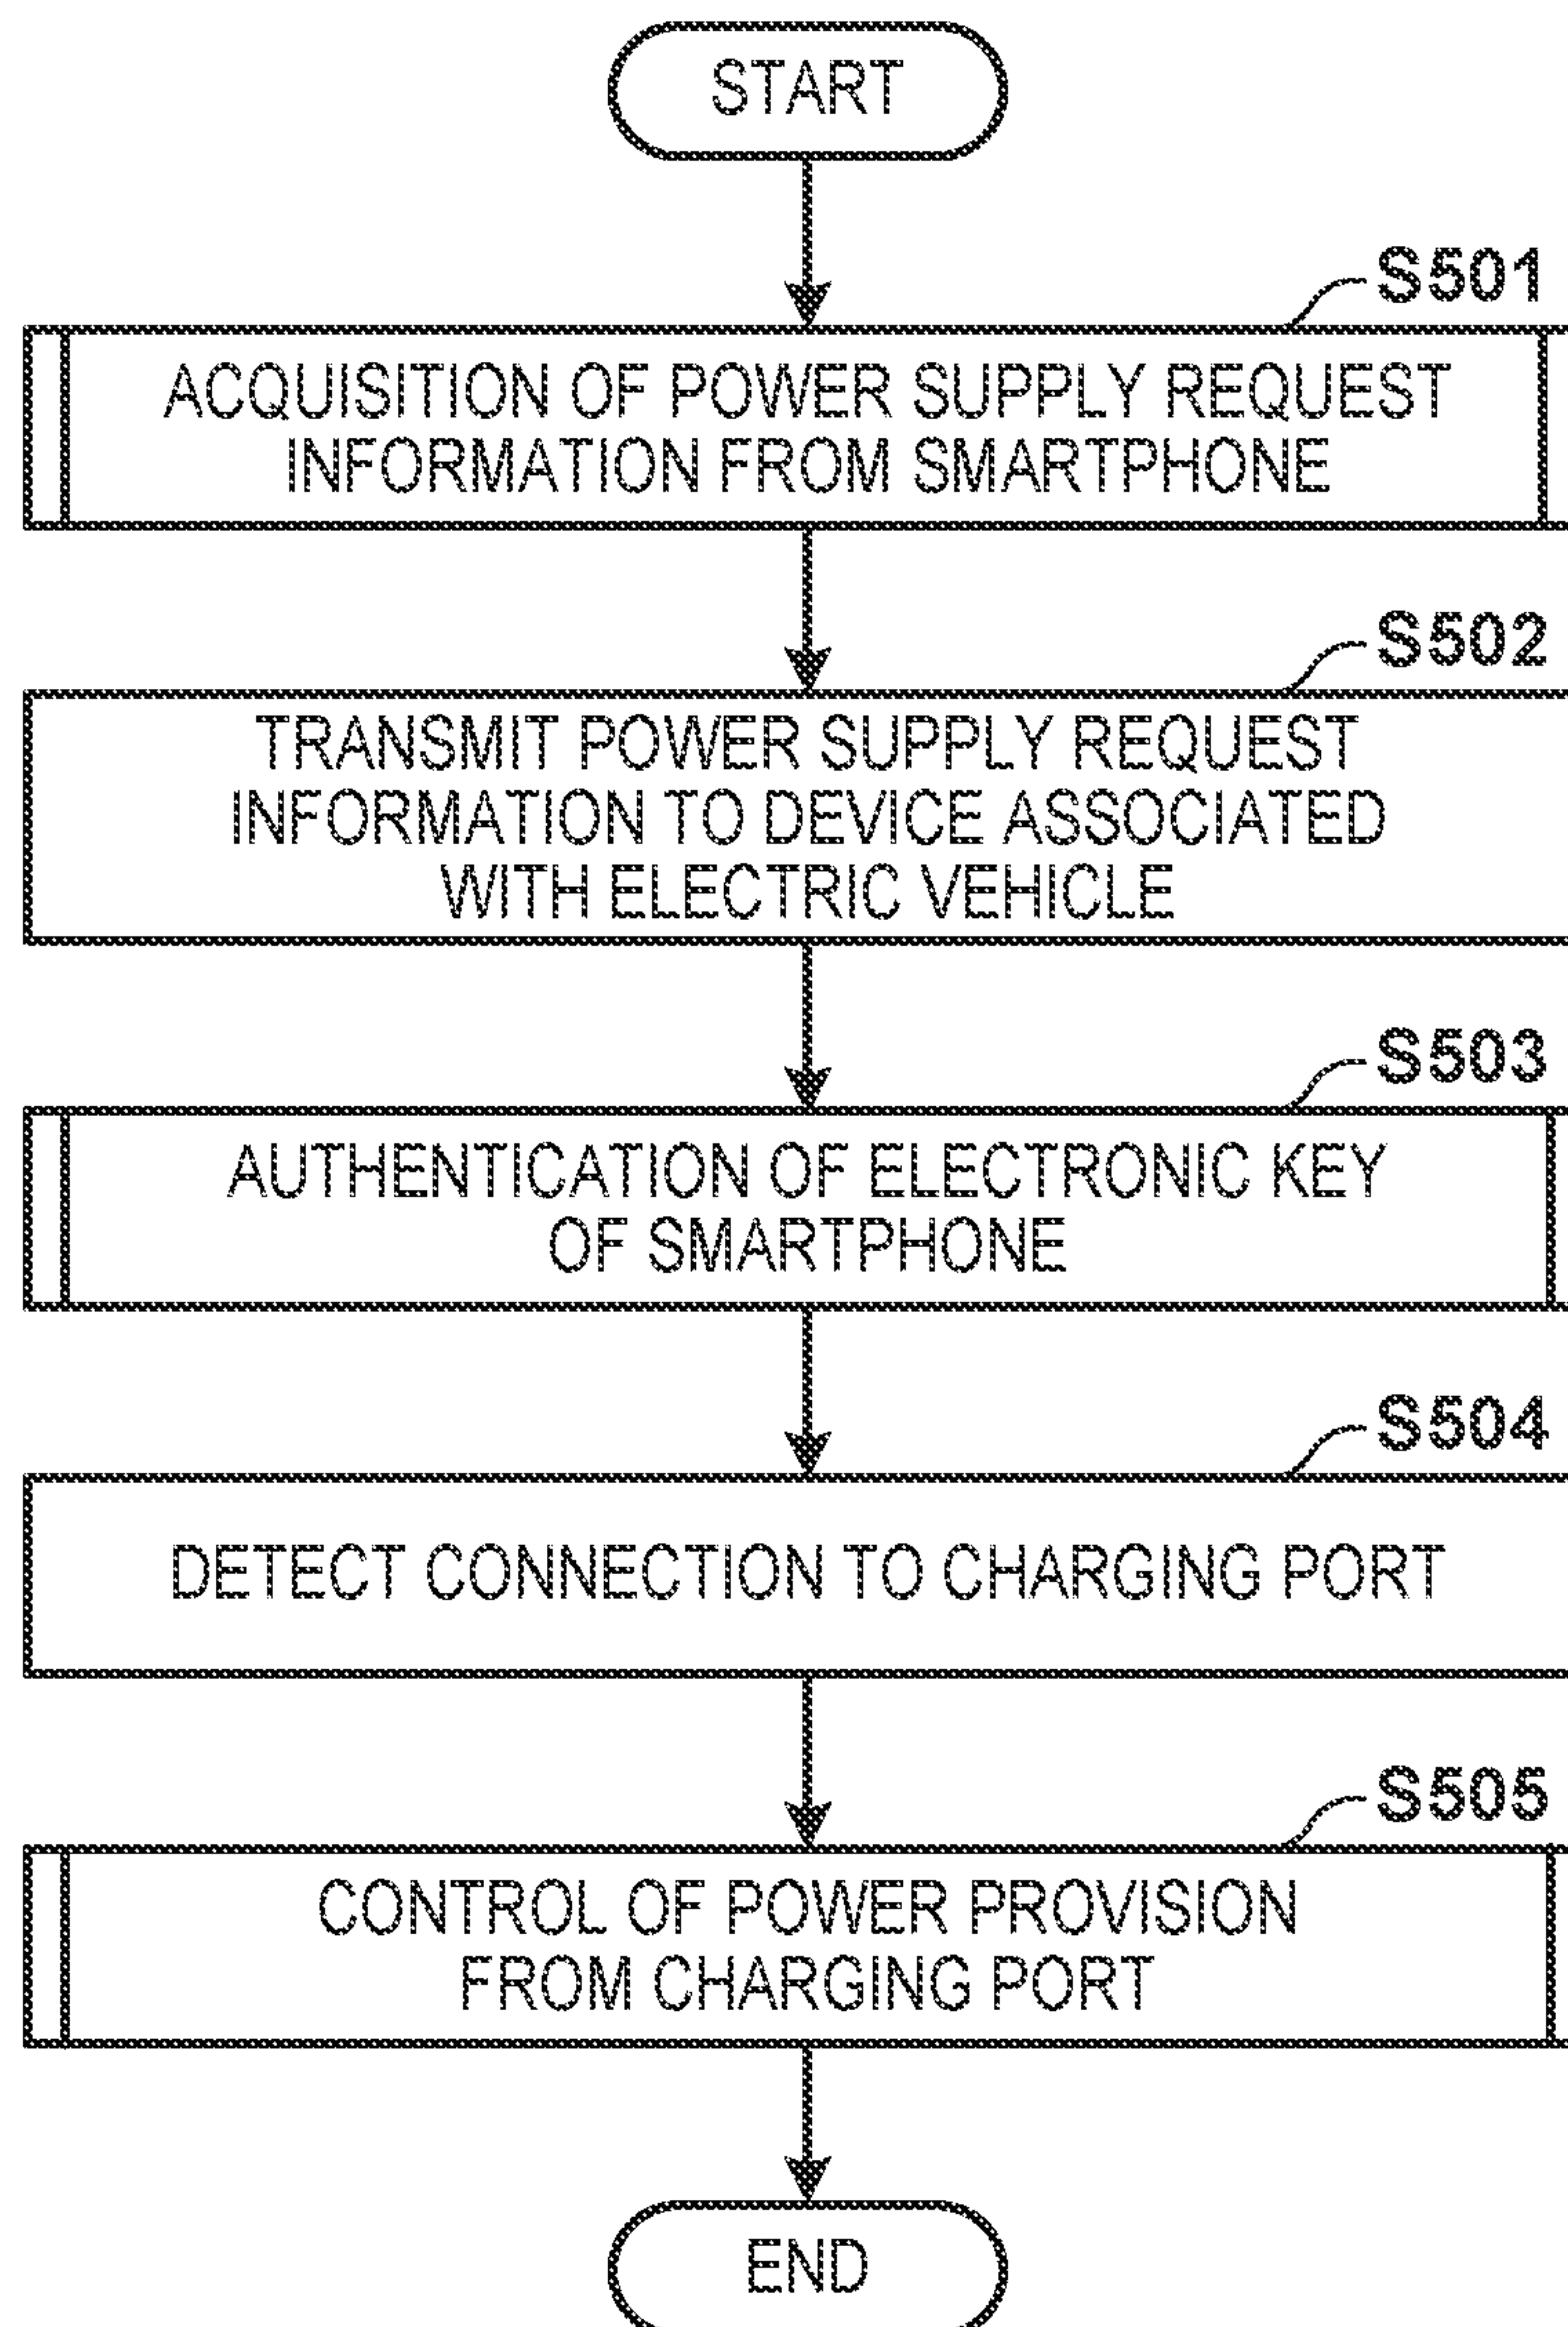 START
S501
ACQUISITION OF POWER SUPPLY REQUEST
INFORMATION FROM SMARTPHONE
S502
TRANSMIT POWER SUPPLY REQUEST
INFORMATION TO DEVICE ASSOCIATED
WITH ELECTRIC VEHICLE
S503
AUTHENTICATION OF ELECTRONIC KEY
OF SMARTPHONE
S504
DETECT CONNECTION TO CHARGING PORT
S505
CONTROL OF POWER PROVISION
FROM CHARGING PORT
END